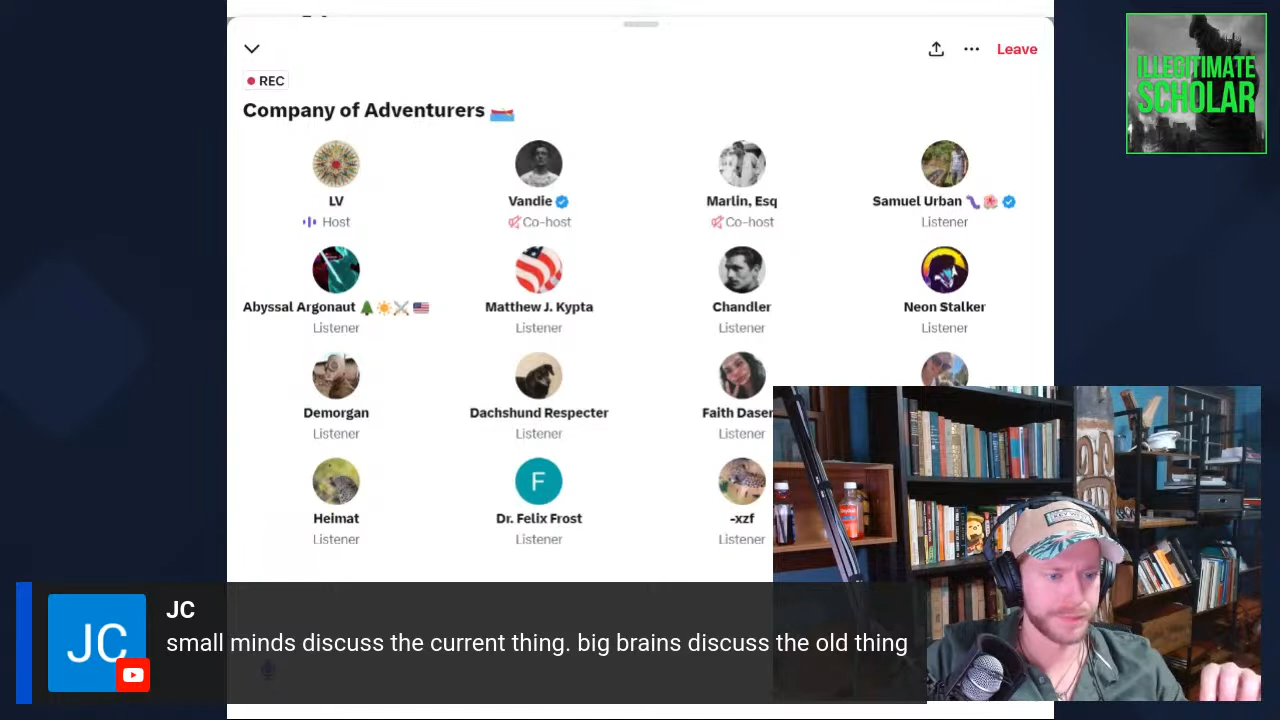 Leave
REC
Company of Adventurers
LV
Host
Vandie
Co-host
Marlin, Esq
Co-host
Samuel Urban
Listener
Abyssal Argonaut
Listener
Matthew J. Kypta
Listener
Chandler
Listener
Neon Stalker
Listener
Demorgan
Listener
Dachshund Respecter
Listener
Faith Daser
Listener
Heimat
Listener
F
Dr. Felix Frost
Listener
-xzf
Listener
ILLEGITIMATE
SCHOLAR
KEY WEST
JC
JC
small minds discuss the current thing. big brains discuss the old thing